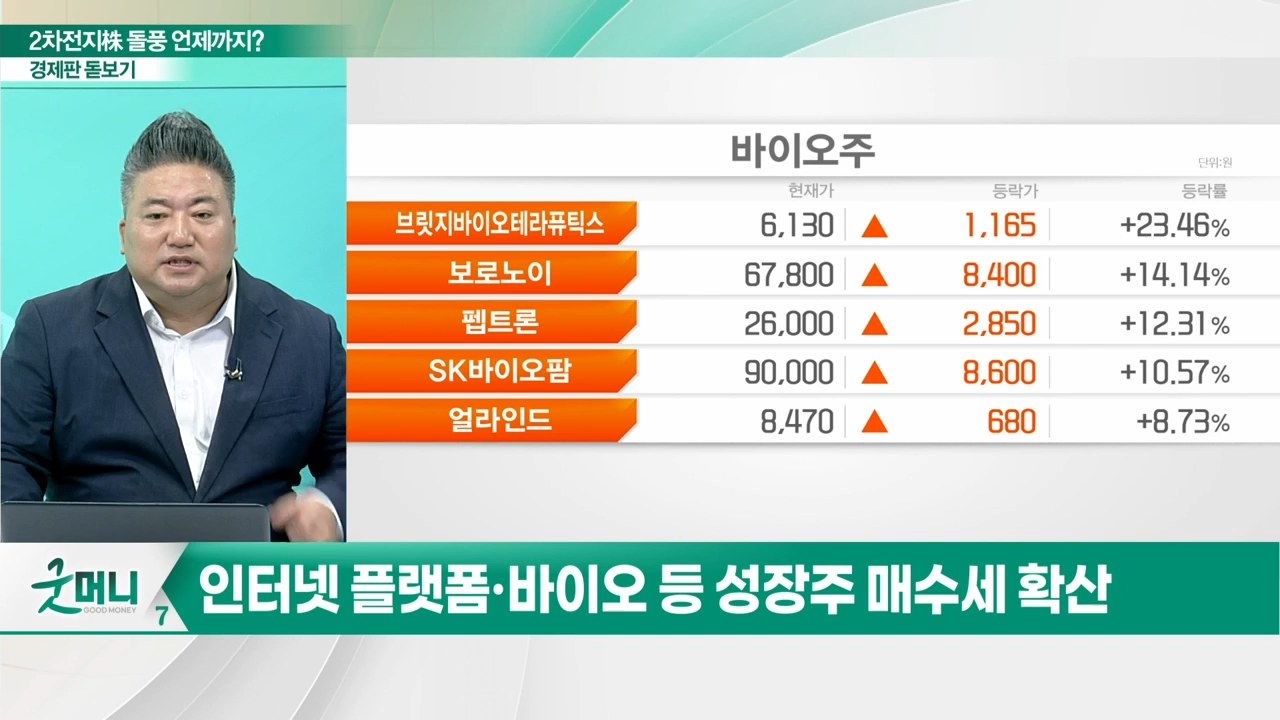 2차전지株 돌풍 언제까지?
경제판 돋보기
바이오주
단위:원
현재가 등락가 등락률
브릿지바이오테라퓨틱스 6,130 ▲ 1,165 +23.46%
보로노이 67,800 ▲ 8,400 +14.14%
펩트론 26,000 ▲ 2,850 +12.31%
SK바이오팜 90,000 ▲ 8,600 +10.57%
얼라인드 8,470 ▲ 680 +8.73%
굿머니
GOOD MONEY
7
인터넷 플랫폼·바이오 등 성장주 매수세 확산